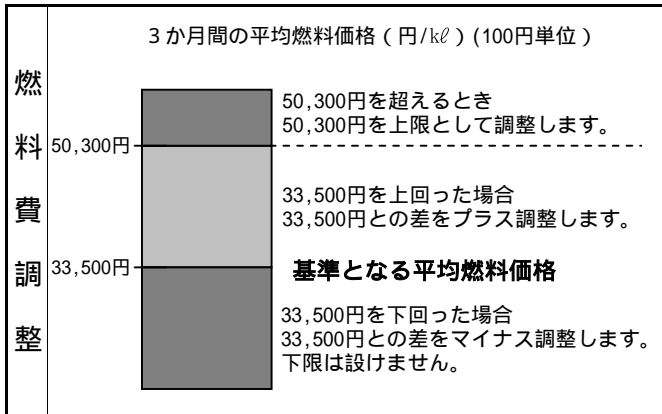 ３か月間の平均燃料価格（円/kℓ）(100円単位）
燃料費調整
50,300円を超えるとき
50,300円を上限として調整します。
50,300円
33,500円を上回った場合
33,500円との差をプラス調整します。
33,500円
基準となる平均燃料価格
33,500円を下回った場合
33,500円との差をマイナス調整します。
下限は設けません。